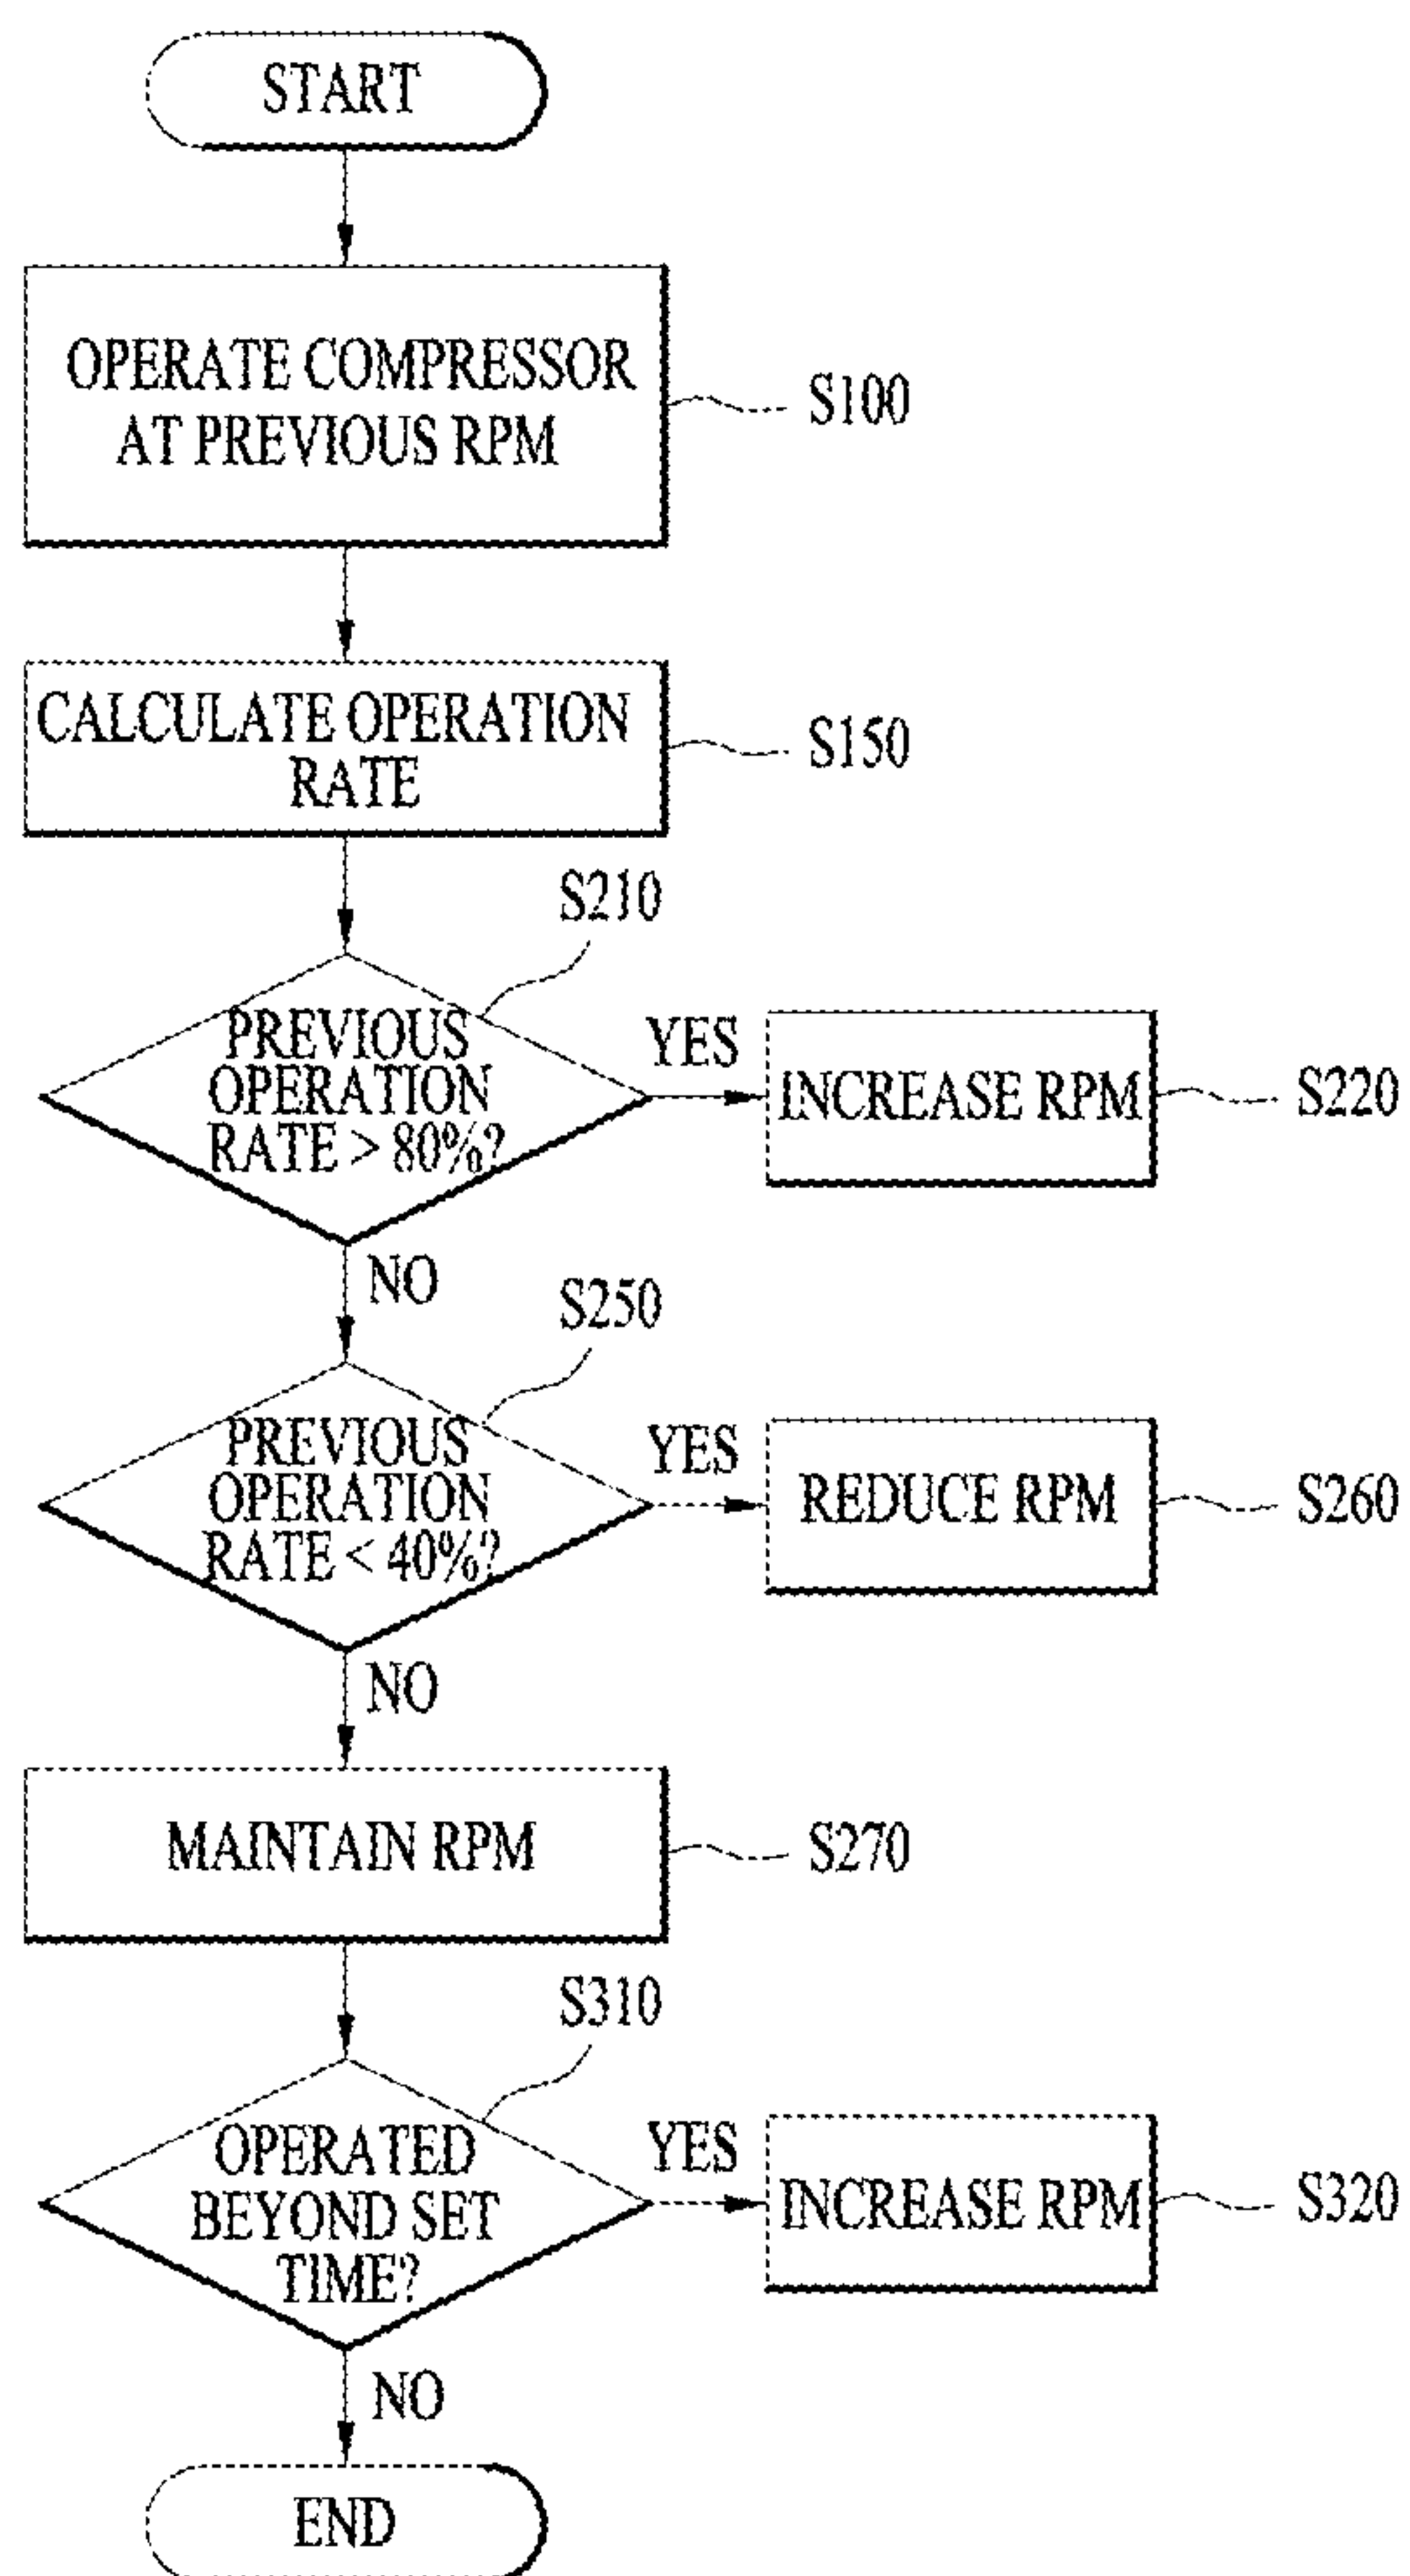 START
OPERATE COMPRESSOR
AT PREVIOUS RPM
S100
CALCULATE OPERATION
RATE
S150
S210
PREVIOUS
OPERATION
RATE > 80%?
YES
INCREASE RPM
S220
NO
S250
PREVIOUS
OPERATION
RATE < 40%?
YES
REDUCE RPM
S260
NO
MAINTAIN RPM
S270
S310
OPERATED
BEYOND SET
TIME?
YES
INCREASE RPM
S320
NO
END